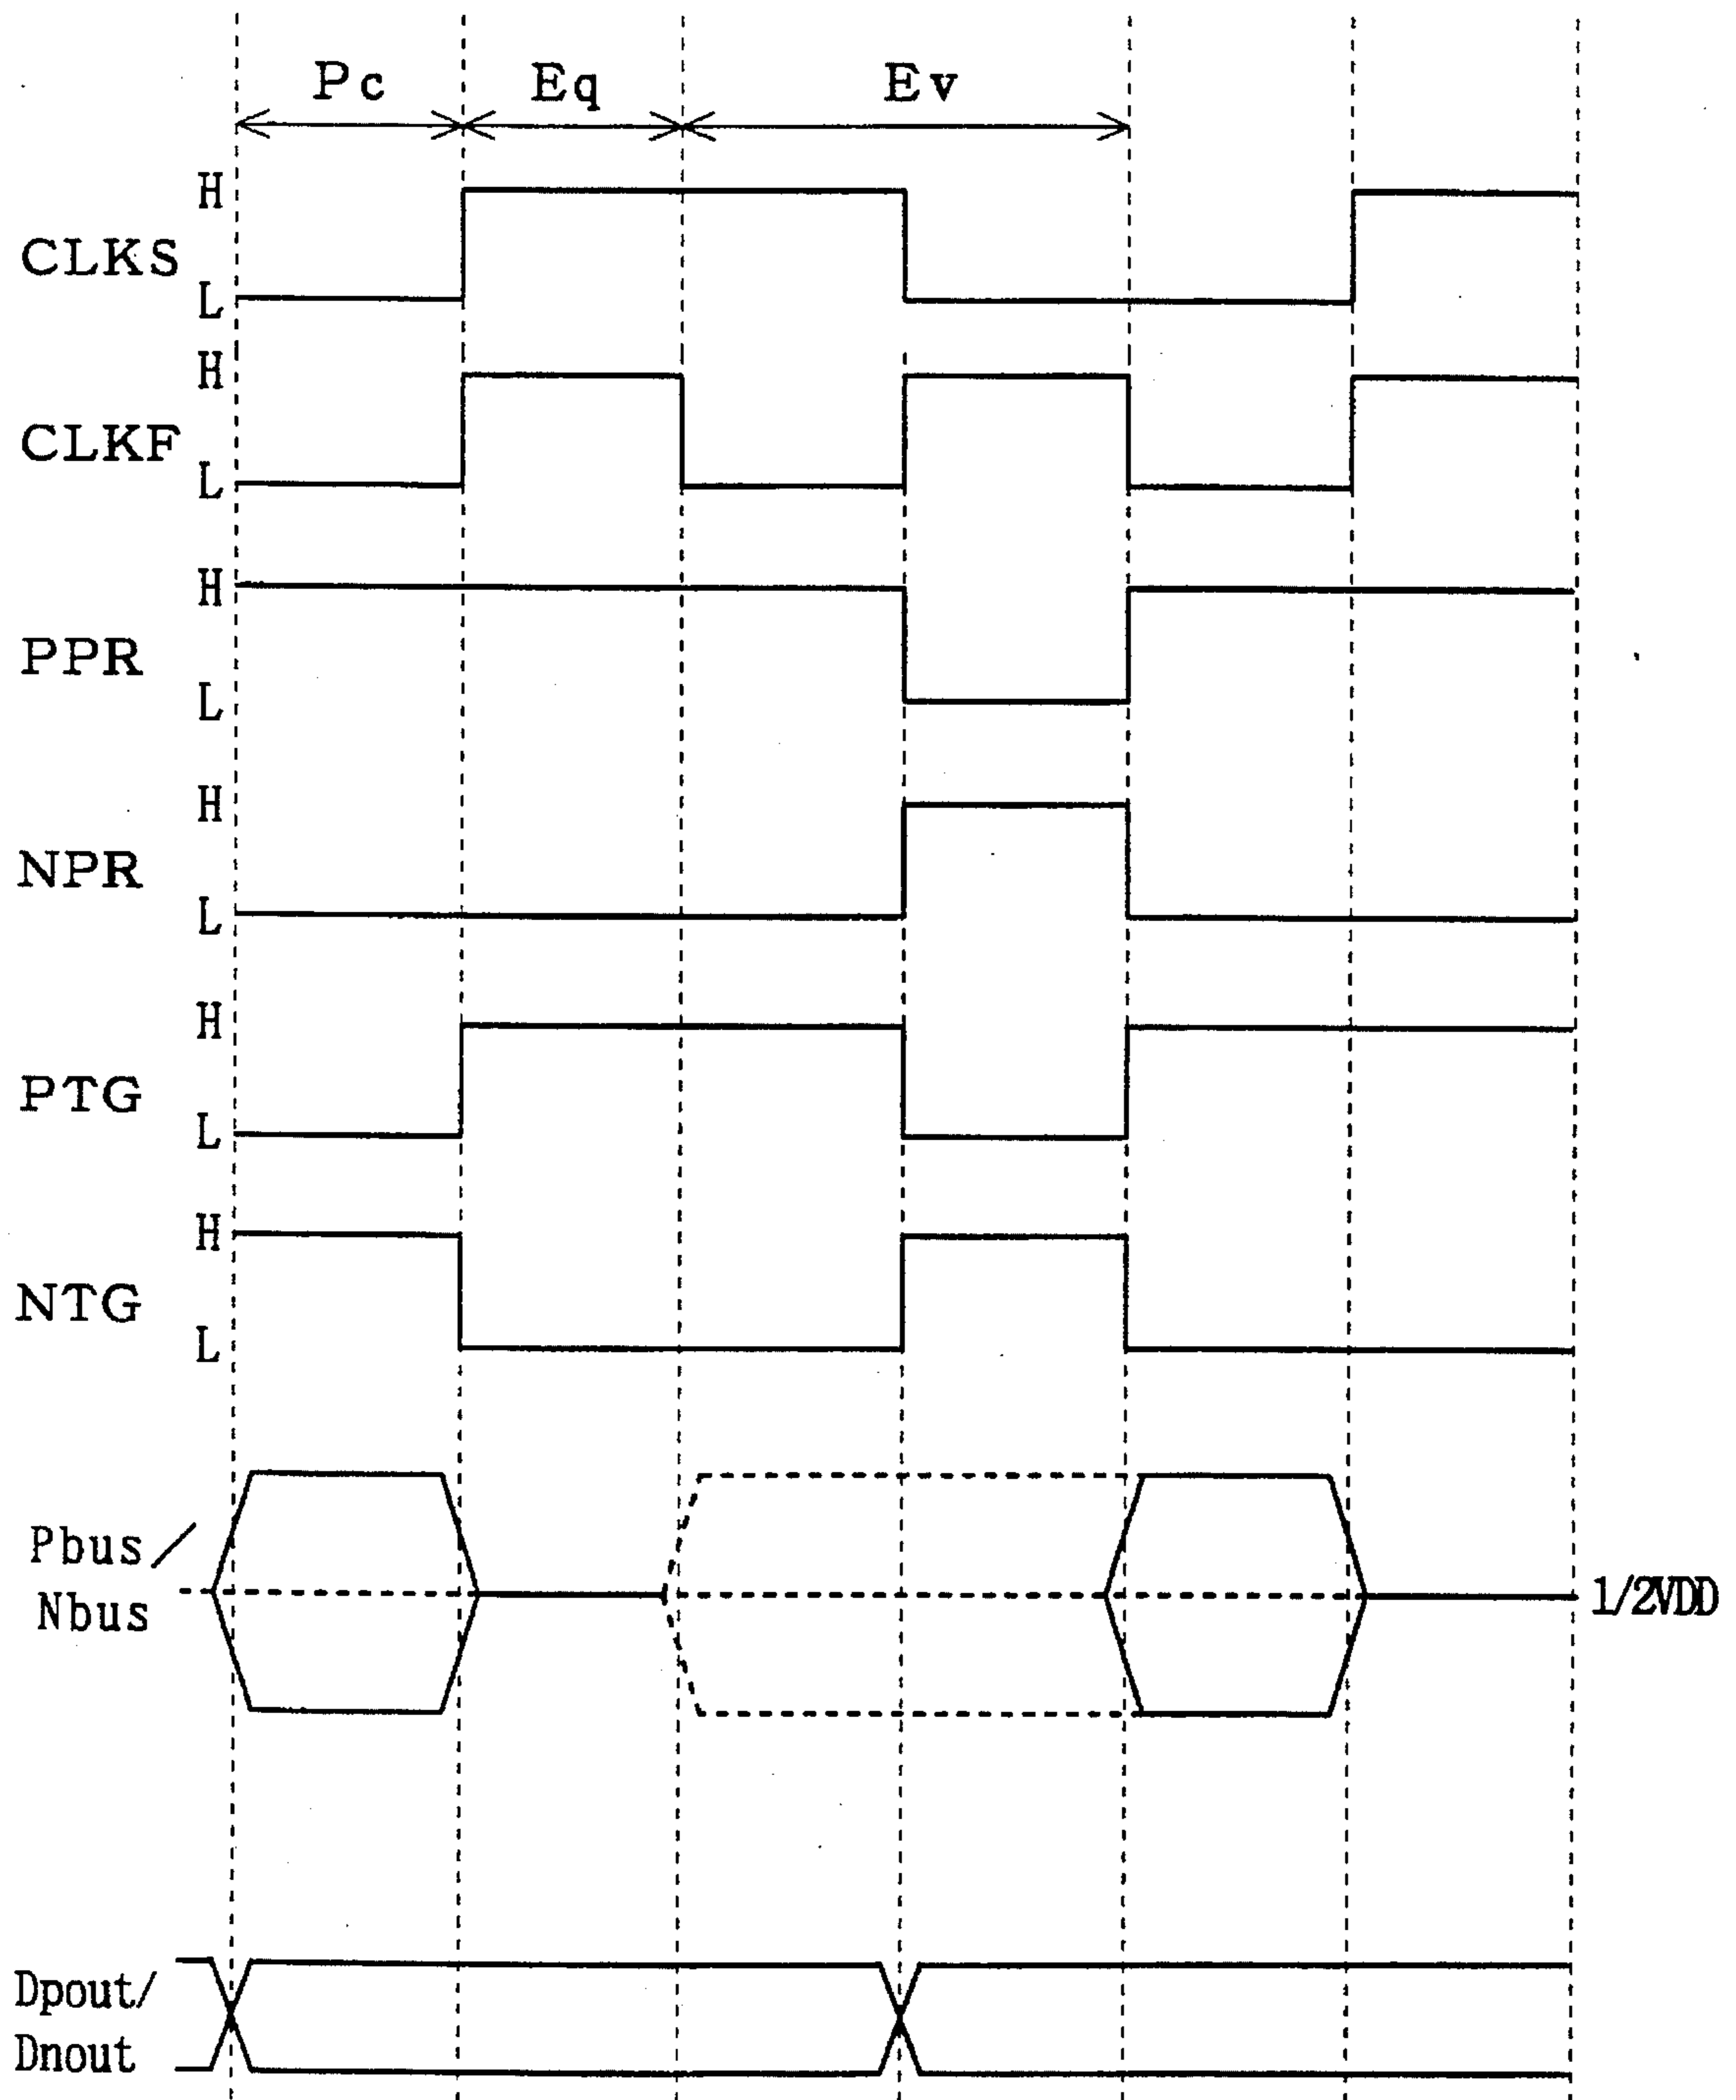 Pc Eq Ev
H
CLKS
L
H
CLKF
L
H
PPR
L
H
NPR
L
H
PTG
L
H
NTG
L
Pbus/
Nbus
1/2VDD
Dpout/
Dnout